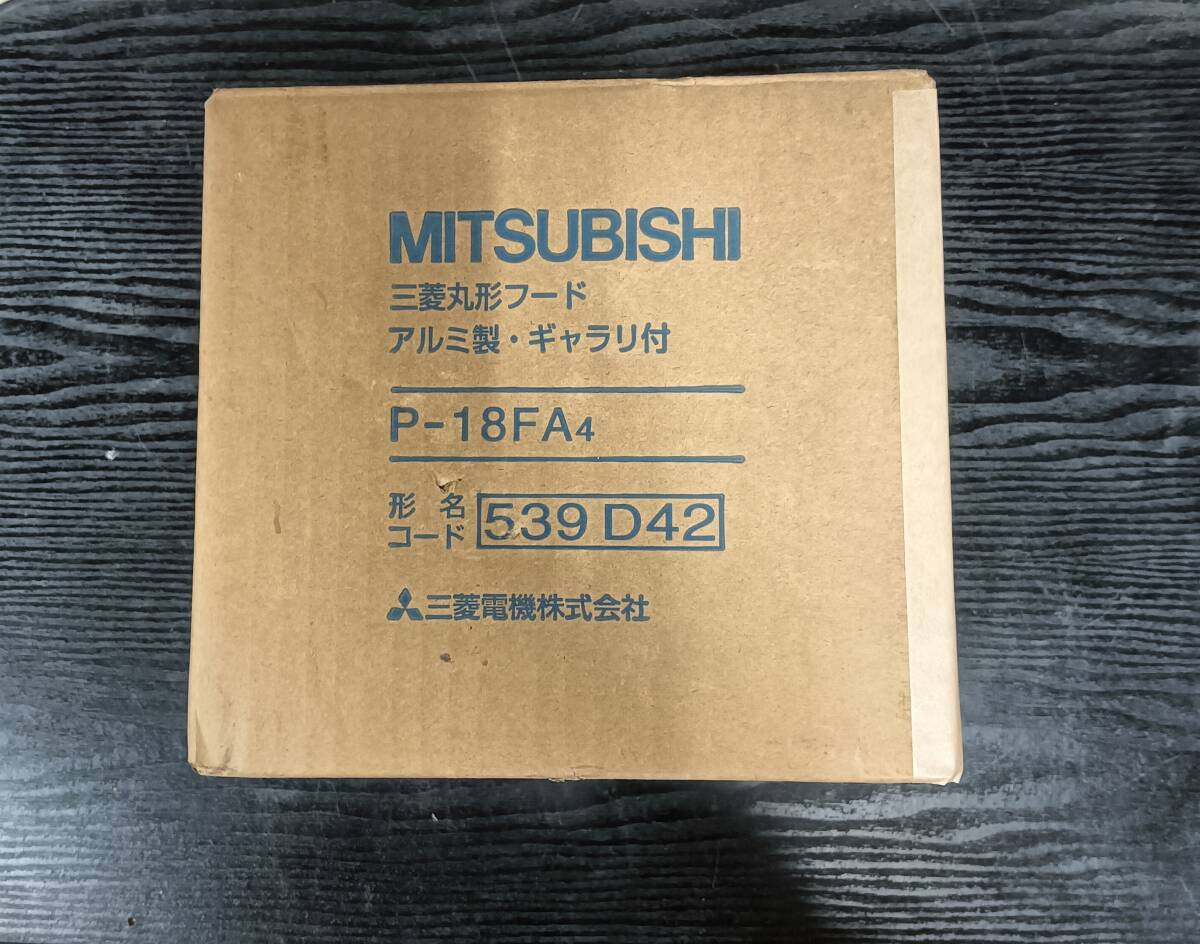 MITSUBISHI
三菱丸形フード
アルミ製・ギャラリ付
P-18FA4
形名
コード 539 D42
三菱電機株式会社